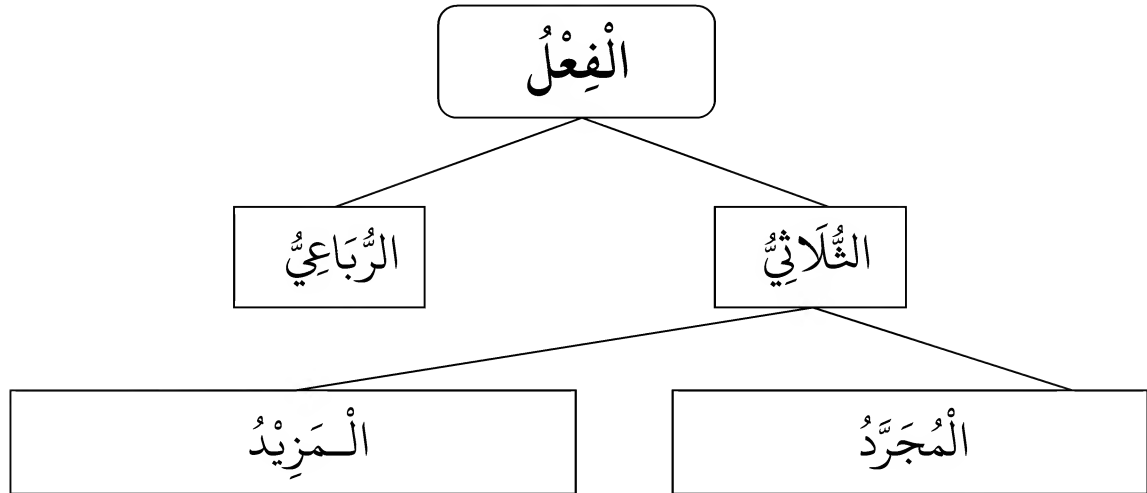 الْفِعْلُ
الثُّلَاثِيُّ
الرُّبَاعِيُّ
الْمُجَرَّدُ
الْـمَزِيْدُ